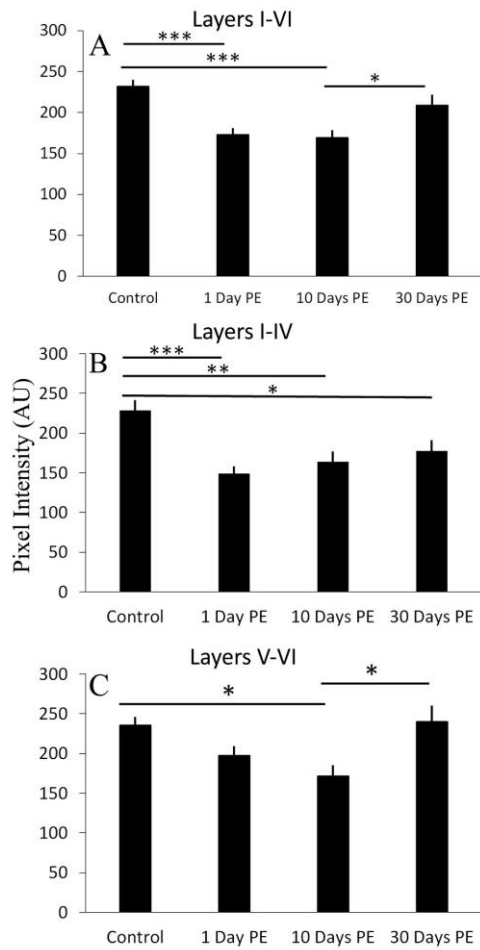 Layers I-VI
A
***
***
*
300
250
200
150
100
50
0
Control 1 Day PE 10 Days PE 30 Days PE
Layers I-IV
B
***
**
*
Pixel Intensity (AU)
300
250
200
150
100
50
0
Control 1 Day PE 10 Days PE 30 Days PE
Layers V-VI
C
*
*
300
250
200
150
100
50
0
Control 1 Day PE 10 Days PE 30 Days PE